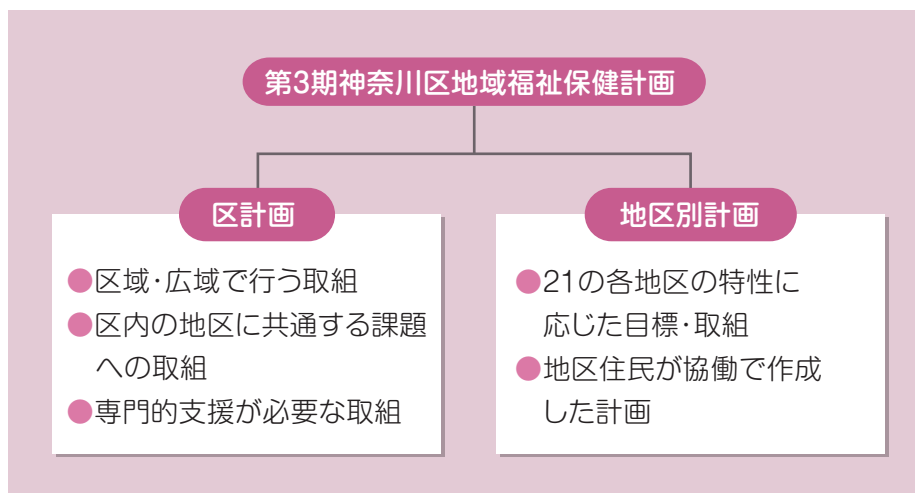 第3期神奈川区地域福祉保健計画
区計画
●区域・広域で行う取組
●区内の地区に共通する課題
への取組
●専門的支援が必要な取組
地区別計画
●21の各地区の特性に
応じた目標・取組
●地区住民が協働で作成
した計画